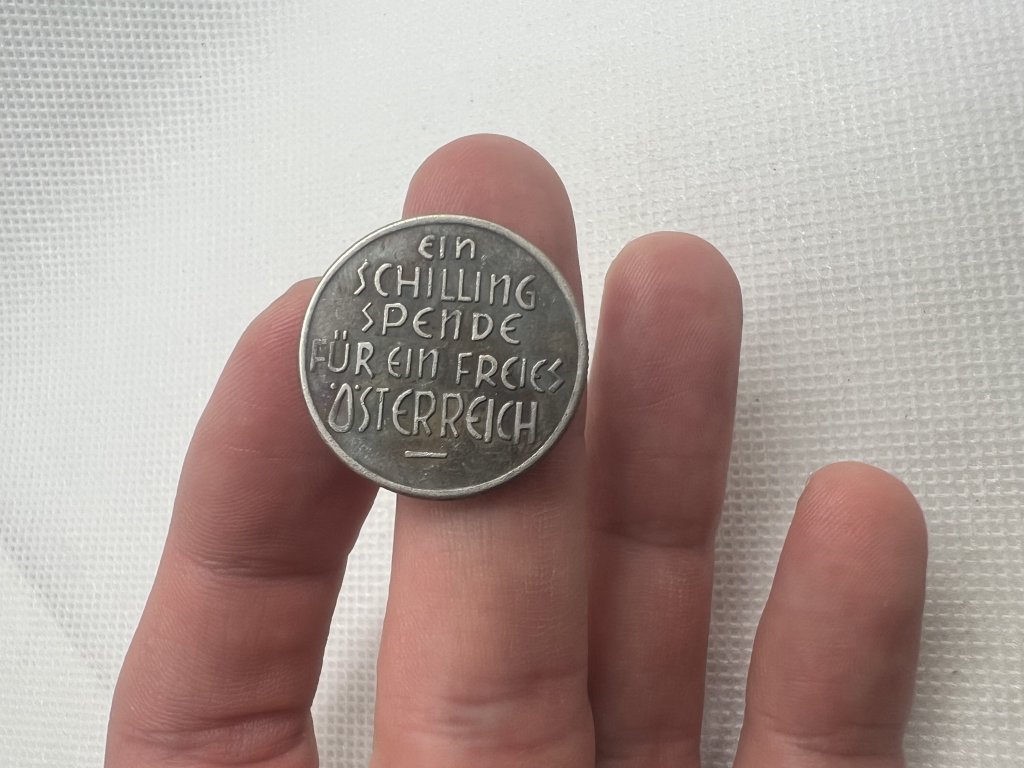 EIN
SCHILLING
SPENDE
FÜR EIN FREIES
ÖSTERREICH